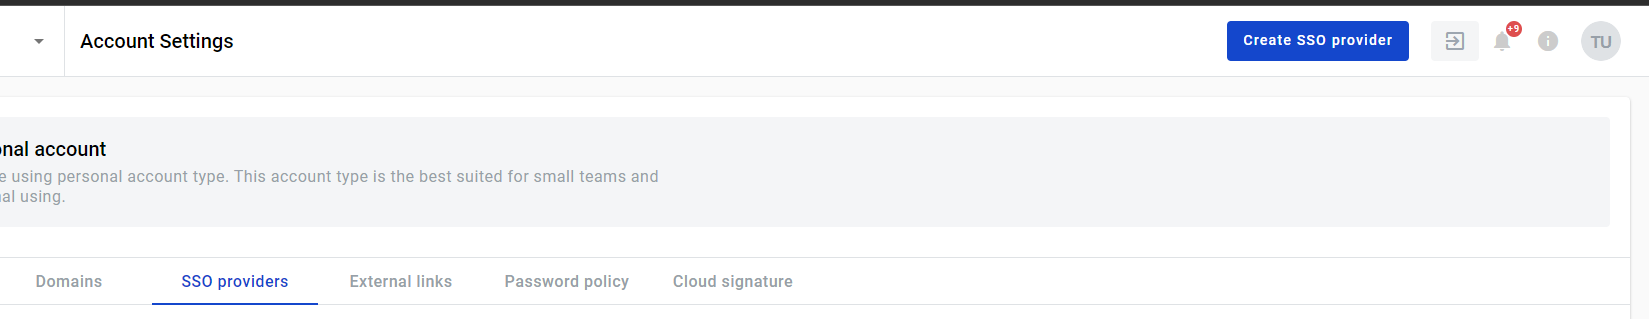 Account Settings
Create SSO provider
+9
TU
onal account
e using personal account type. This account type is the best suited for small teams and
al using.
Domains
SSO providers
External links
Password policy
Cloud signature